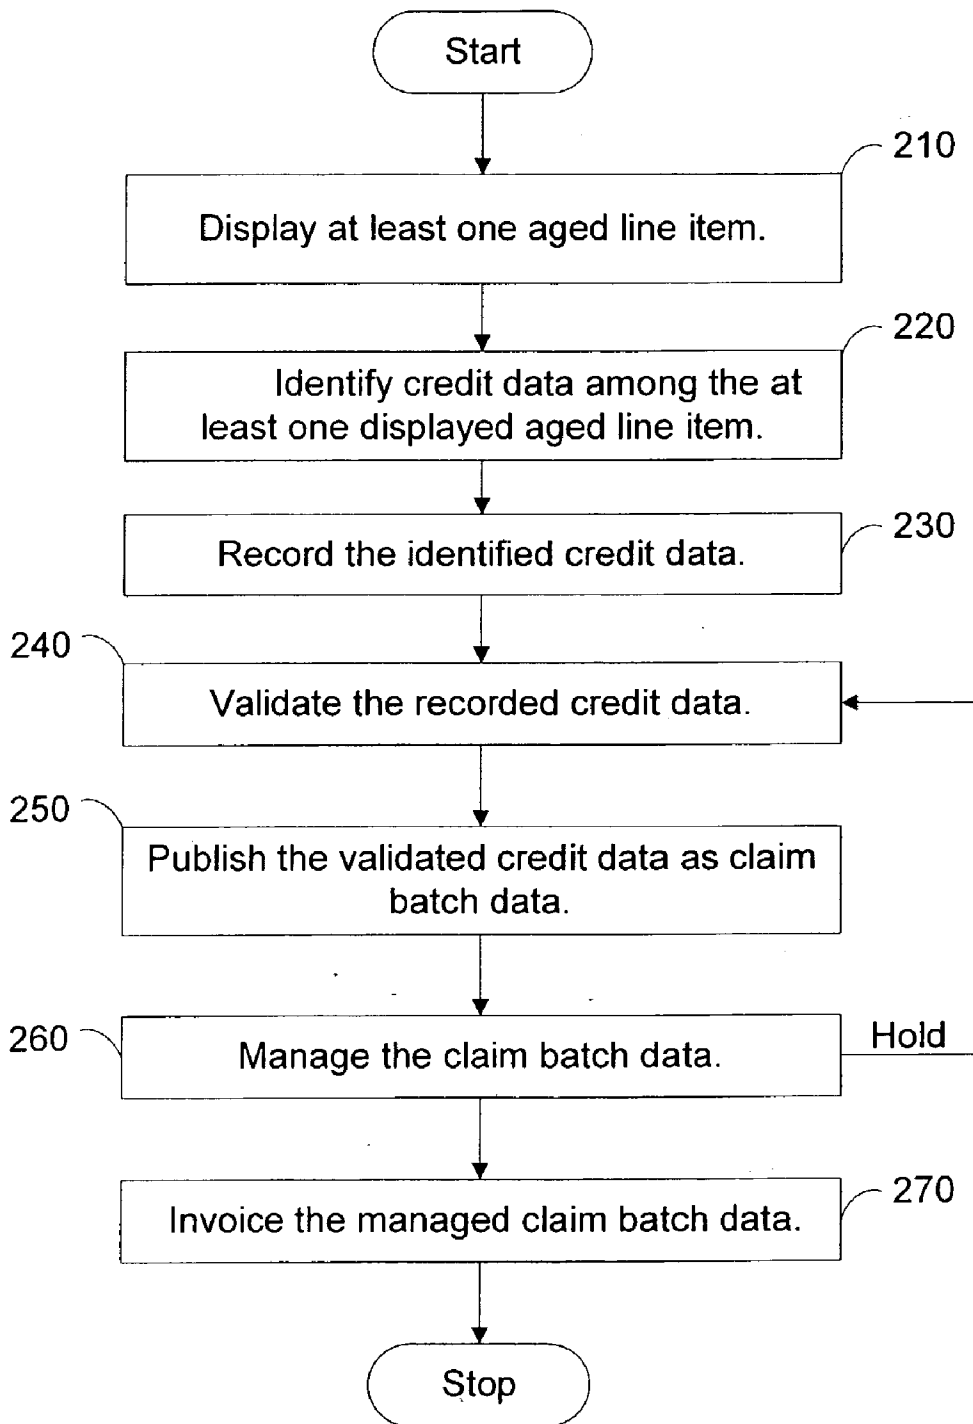 Start
210
Display at least one aged line item.
220
Identify credit data among the at
least one displayed aged line item.
230
Record the identified credit data.
240
Validate the recorded credit data.
250
Publish the validated credit data as claim
batch data.
260
Manage the claim batch data.
Hold
270
Invoice the managed claim batch data.
Stop